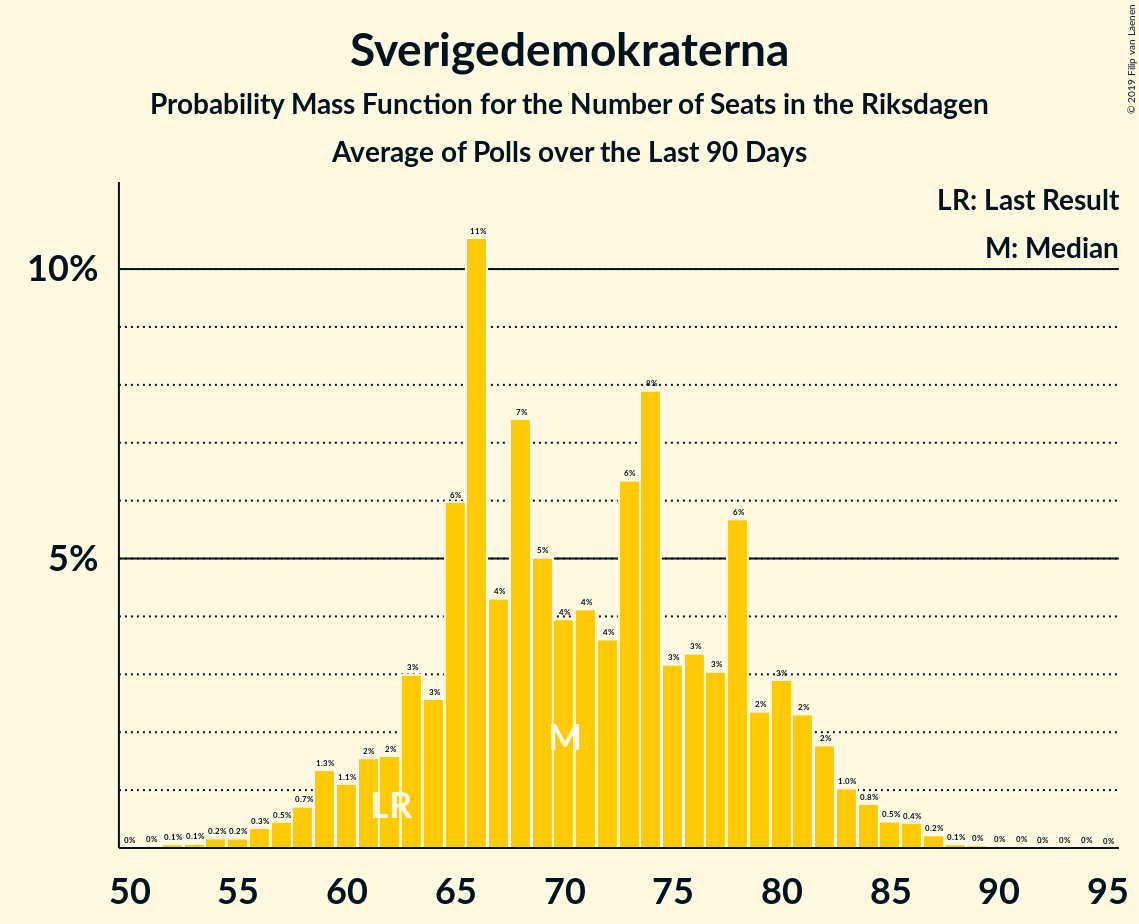 Sverigedemokraterna
Probability Mass Function for the Number of Seats in the Riksdagen
Average of Polls over the Last 90 Days
© 2019 Filip van Laenen
LR: Last Result
M: Median
10%
5%
0% 0% 0.1% 0.1% 0.2% 0.2% 0.3% 0.5% 0.7% 1.3% 1.1% 2% 2% 3% 3% 6% 11% 4% 7% 5% 4% 4% 4% 6% 8% 3% 3% 3% 6% 2% 3% 2% 2% 1.0% 0.8% 0.5% 0.4% 0.2% 0.1% 0% 0% 0% 0% 0% 0% 0%
M
LR
50 55 60 65 70 75 80 85 90 95